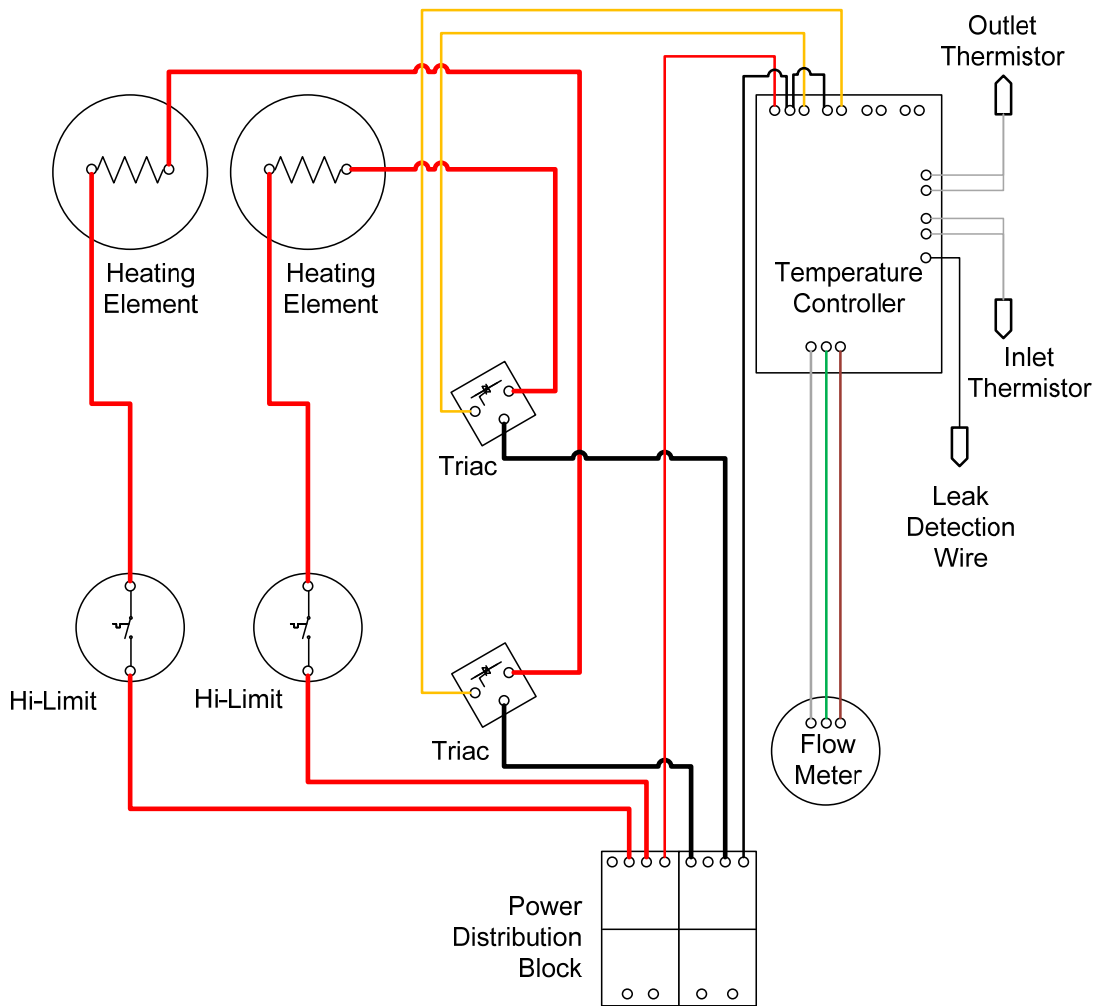 Outlet
Thermistor
Heating
Element
Heating
Element
Temperature
Controller
Inlet
Thermistor
Triac
Leak
Detection
Wire
Hi-Limit
Hi-Limit
Triac
Flow
Meter
Power
Distribution
Block